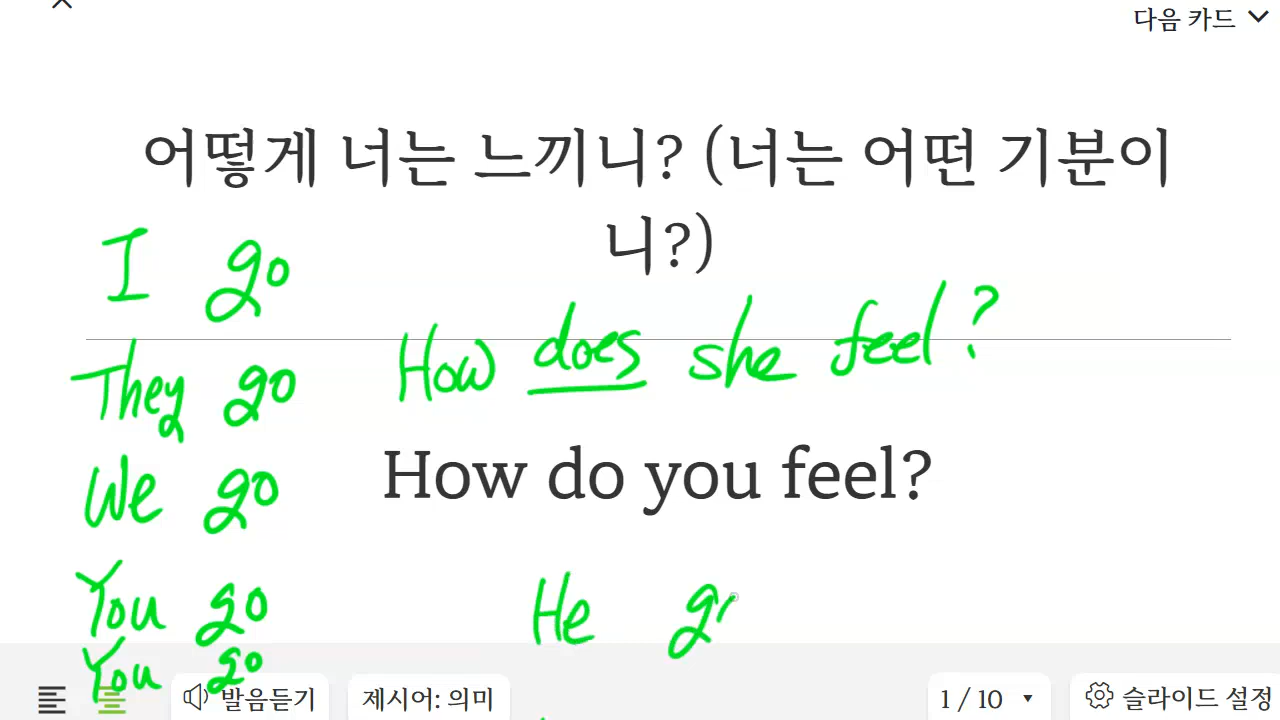 다음 카드
어떻게 너는 느끼니? (너는 어떤 기분이
니?)
I go
How does she feel?
They go
How do you feel?
We go
You go
He
You go
발음듣기
제시어: 의미
1 / 10
슬라이드 설정